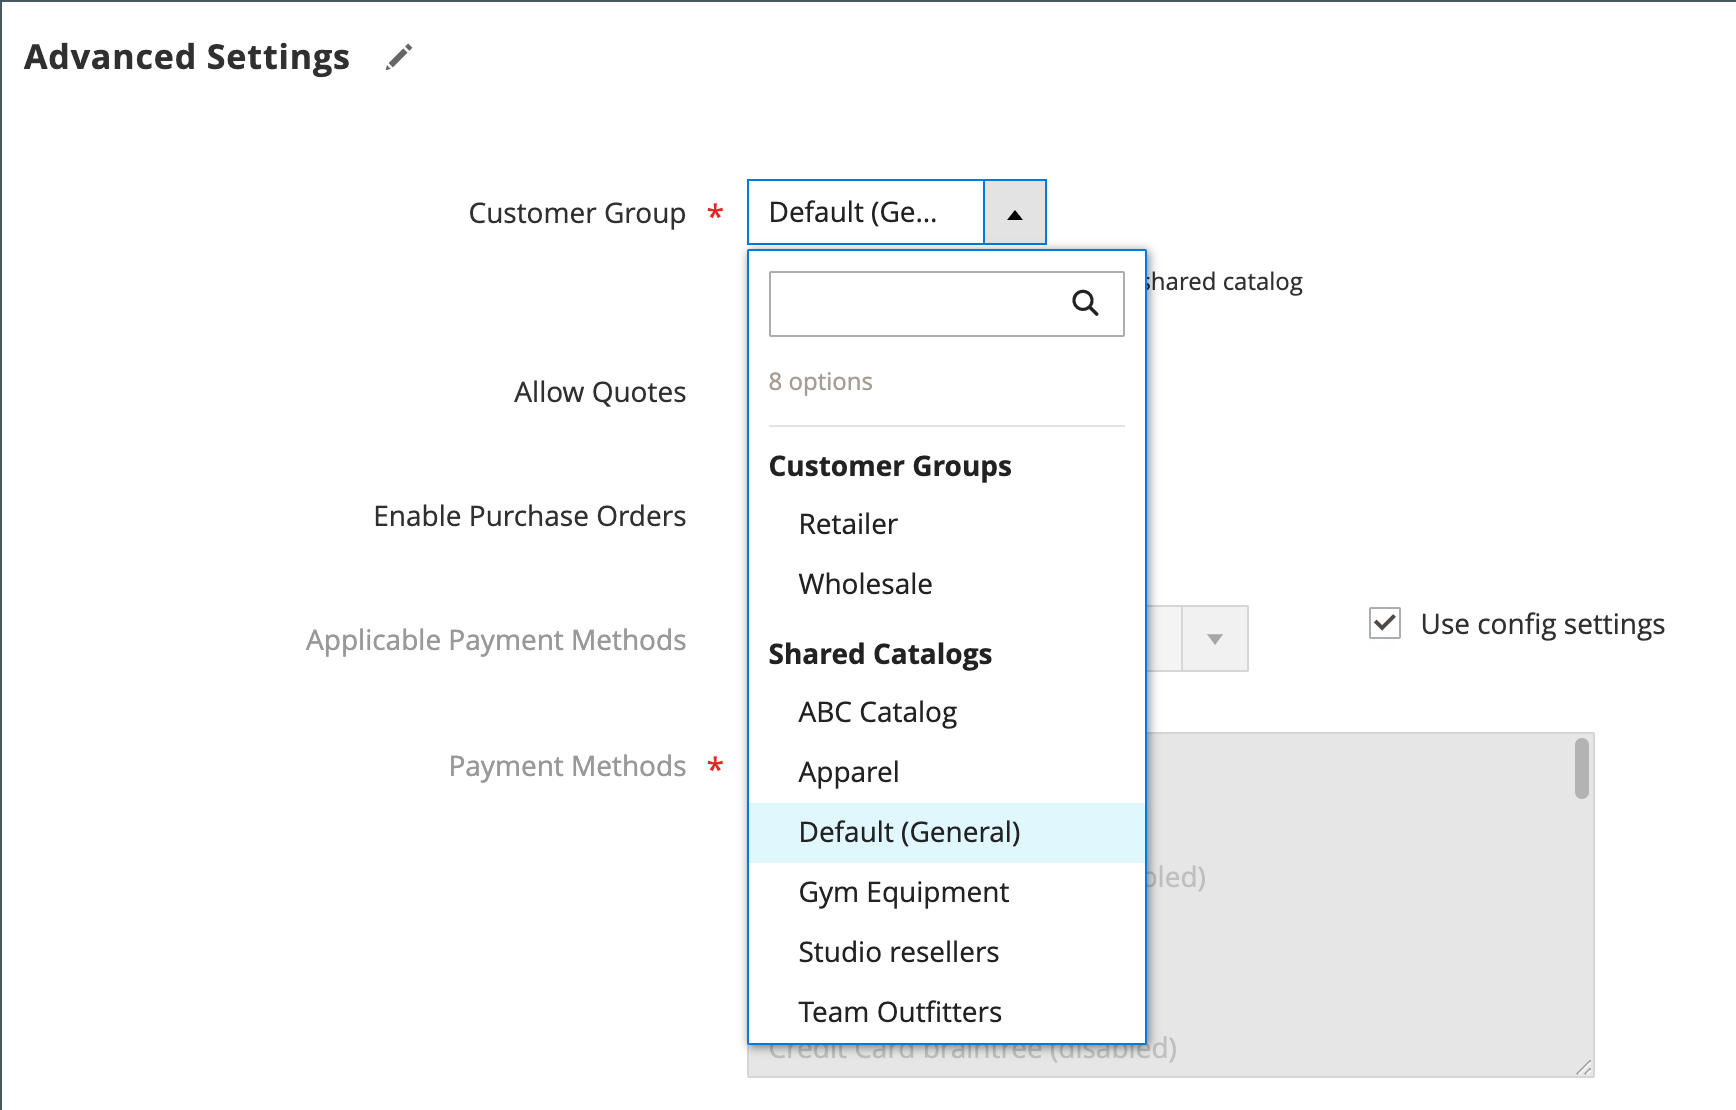 Advanced Settings
Customer Group *
Default (Ge...
shared catalog
8 options
Allow Quotes
Customer Groups
Retailer
Enable Purchase Orders
Wholesale
Applicable Payment Methods
Use config settings
Shared Catalogs
ABC Catalog
Payment Methods *
Apparel
Default (General)
Gym Equipment
Studio resellers
Team Outfitters
Credit Card braintree (disabled)